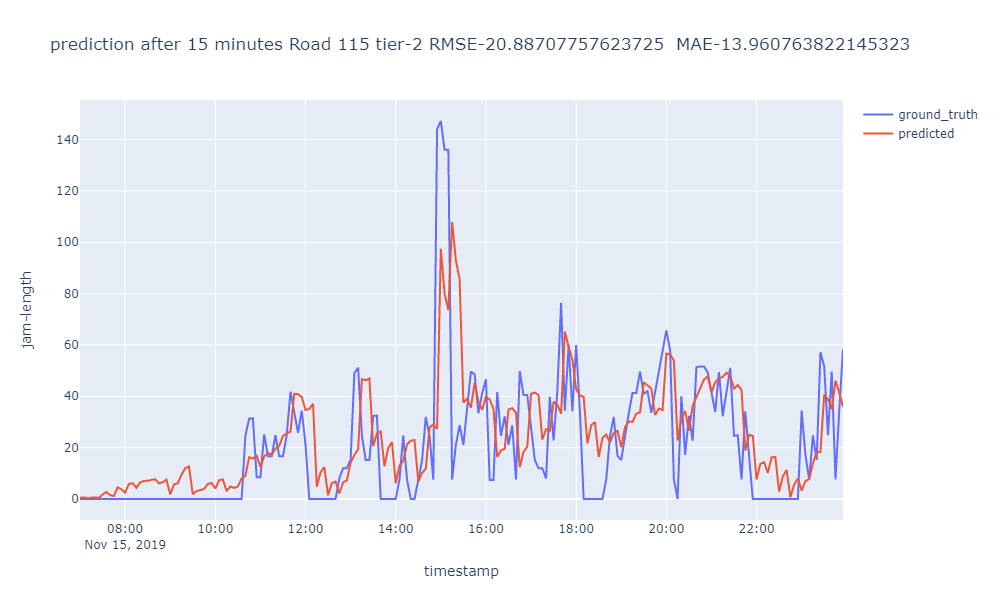 prediction after 15 minutes Road 115 tier-2 RMSE-20.88707757623725  MAE-13.960763822145323
ground_truth
predicted
jam-length
140
120
100
80
60
40
20
0
08:00 10:00 12:00 14:00 16:00 18:00 20:00 22:00
Nov 15, 2019
timestamp